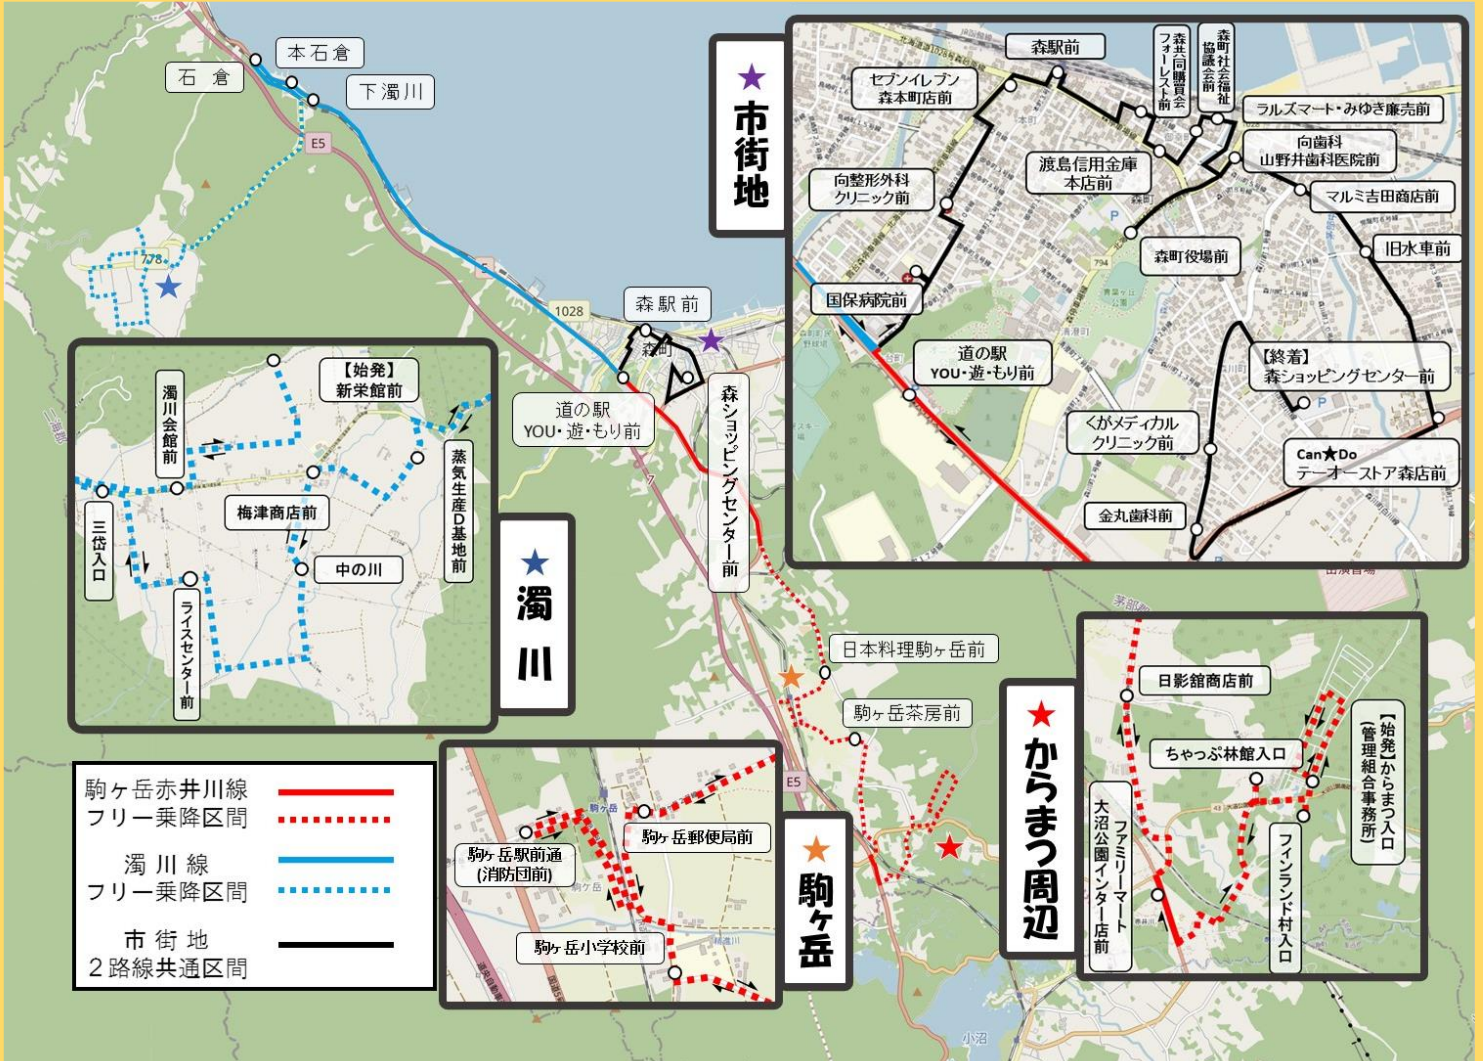 本石倉
石倉
下濁川
E5
778
5
1028
森駅前
森町
道の駅
YOU・遊・もり前
森ショッピングセンター前
日本料理駒ヶ岳前
駒ヶ岳茶房前
E5
小沼
★市街地
森駅前
セブンイレブン
森本町店前
森共同購買会
フォーレスト前
森町社会福祉
協議会前
ラルズマート・みゆき廉売前
向歯科
山野井歯科医院前
渡島信用金庫
本店前
マルミ吉田商店前
向整形外科
クリニック前
旧水車前
森町役場前
794
国保病院前
道の駅
YOU・遊・もり前
【終着】
森ショッピングセンター前
くがメディカル
クリニック前
Can★Do
テーオーストア森店前
金丸歯科前
★濁川
【始発】
新栄館前
濁川会館前
梅津商店前
蒸気生産D基地前
三岱入口
中の川
ライスセンター前
★駒ヶ岳
駒ヶ岳
駒ヶ岳郵便局前
駒ヶ岳駅前通
(消防団前)
駒ヶ岳
駒ヶ岳小学校前
★からまつ周辺
日影舘商店前
ちゃっぷ林館入口
【始発】からまつ入口
(管理組合事務所)
43
ファミリーマート
大沼公園インター店前
フィンランド村入口
駒ヶ岳赤井川線
フリー乗降区間
濁川線
フリー乗降区間
市街地
2路線共通区間